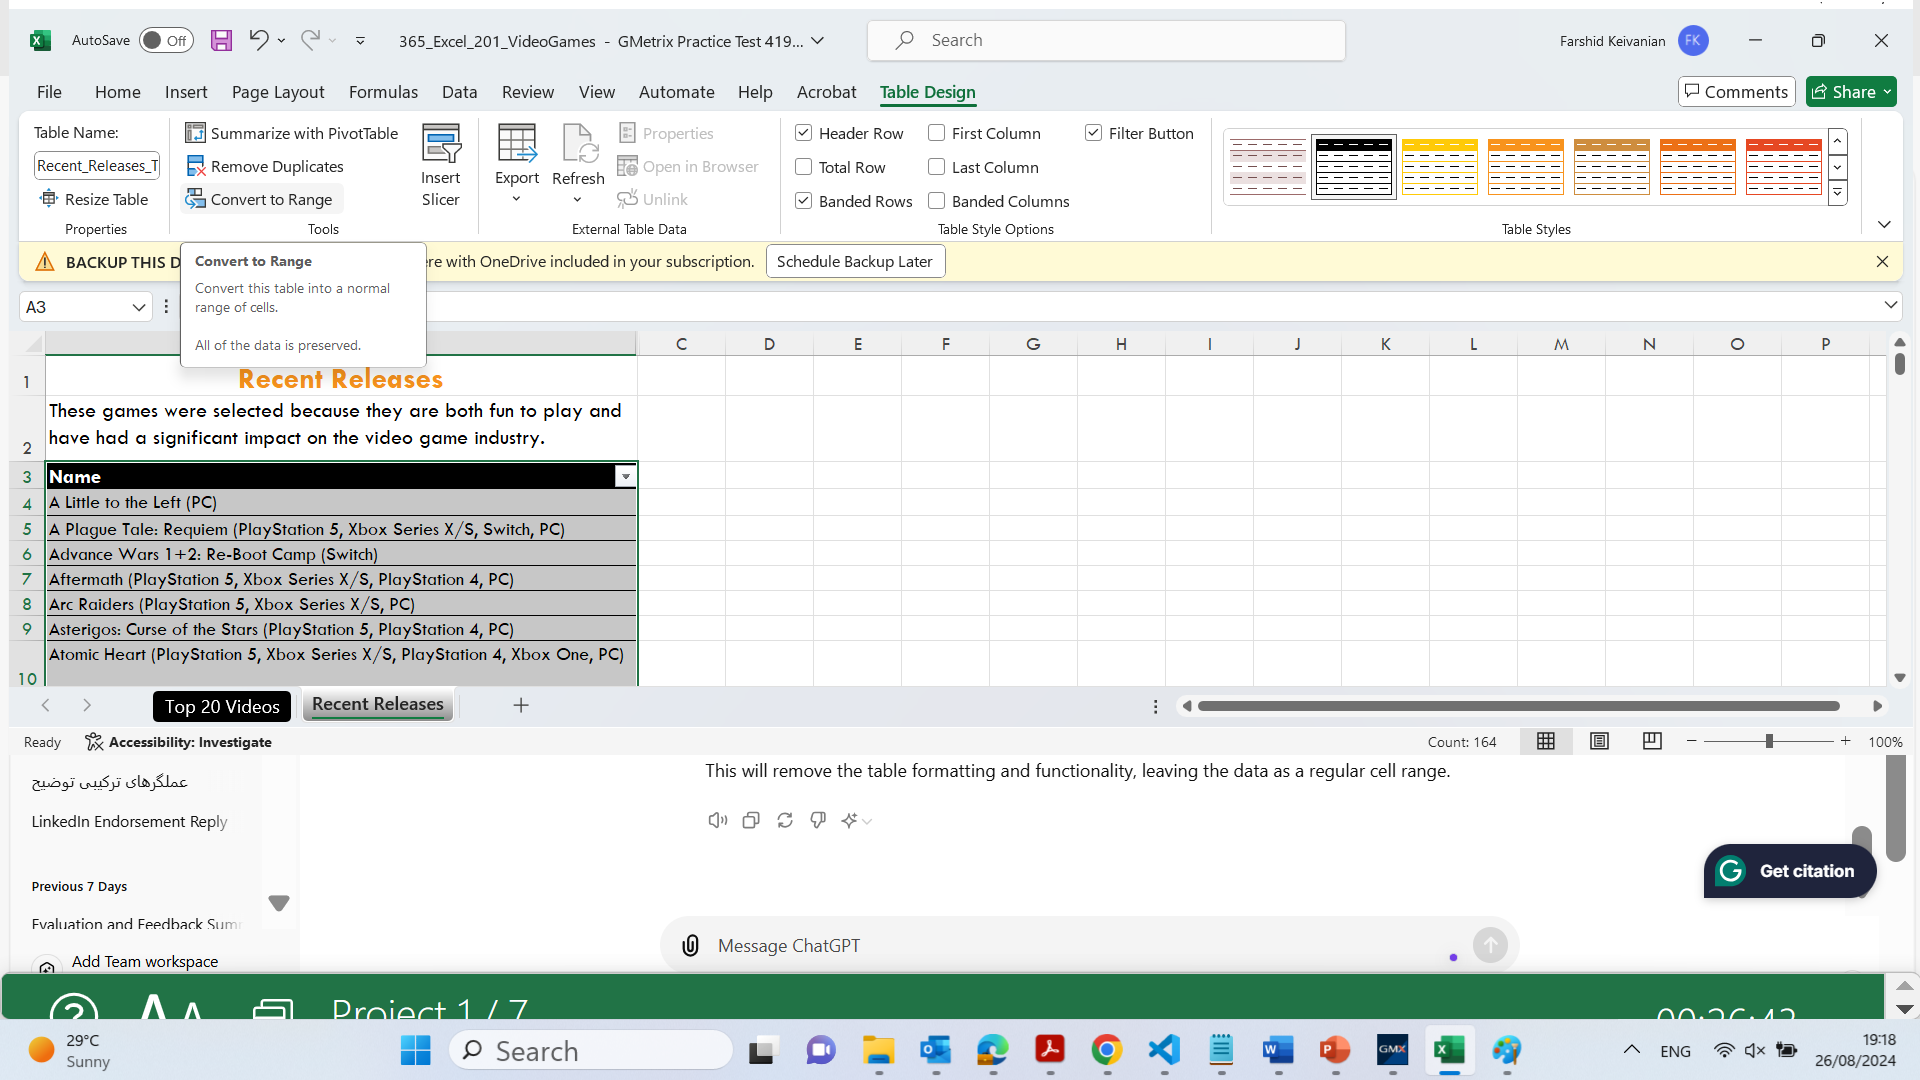 AutoSave Off 365_Excel_201_VideoGames - GMetrix Practice Test 419... Search Farshid Keivanian FK
File Home Insert Page Layout Formulas Data Review View Automate Help Acrobat Table Design Comments Share
Table Name:
Recent_Releases_T
Resize Table
Properties
Summarize with PivotTable
Remove Duplicates
Convert to Range
Insert
Slicer
Tools
Export
Refresh
Properties
Open in Browser
Unlink
External Table Data
Header Row First Column Filter Button
Total Row Last Column
Banded Rows Banded Columns
Table Style Options
Table Styles
BACKUP THIS D
re with OneDrive included in your subscription. Schedule Backup Later
Convert to Range
Convert this table into a normal
range of cells.
All of the data is preserved.
A3
C D E F G H I J K L M N O P
1 Recent Releases
These games were selected because they are both fun to play and
2 have had a significant impact on the video game industry.
3 Name
4 A Little to the Left (PC)
5 A Plague Tale: Requiem (PlayStation 5, Xbox Series X/S, Switch, PC)
6 Advance Wars 1+2: Re-Boot Camp (Switch)
7 Aftermath (PlayStation 5, Xbox Series X/S, PlayStation 4, PC)
8 Arc Raiders (PlayStation 5, Xbox Series X/S, PC)
9 Asterigos: Curse of the Stars (PlayStation 5, PlayStation 4, PC)
Atomic Heart (PlayStation 5, Xbox Series X/S, PlayStation 4, Xbox One, PC)
10
Top 20 Videos Recent Releases
Ready Accessibility: Investigate Count: 164 100%
عملگرهای ترکیبی توضیح
LinkedIn Endorsement Reply
Previous 7 Days
Evaluation and Feedback Sum
Add Team workspace
This will remove the table formatting and functionality, leaving the data as a regular cell range.
Get citation
Message ChatGPT
Project 1 / 7 00:26:43
29°C
Sunny
Search
GMX
ENG
19:18
26/08/2024